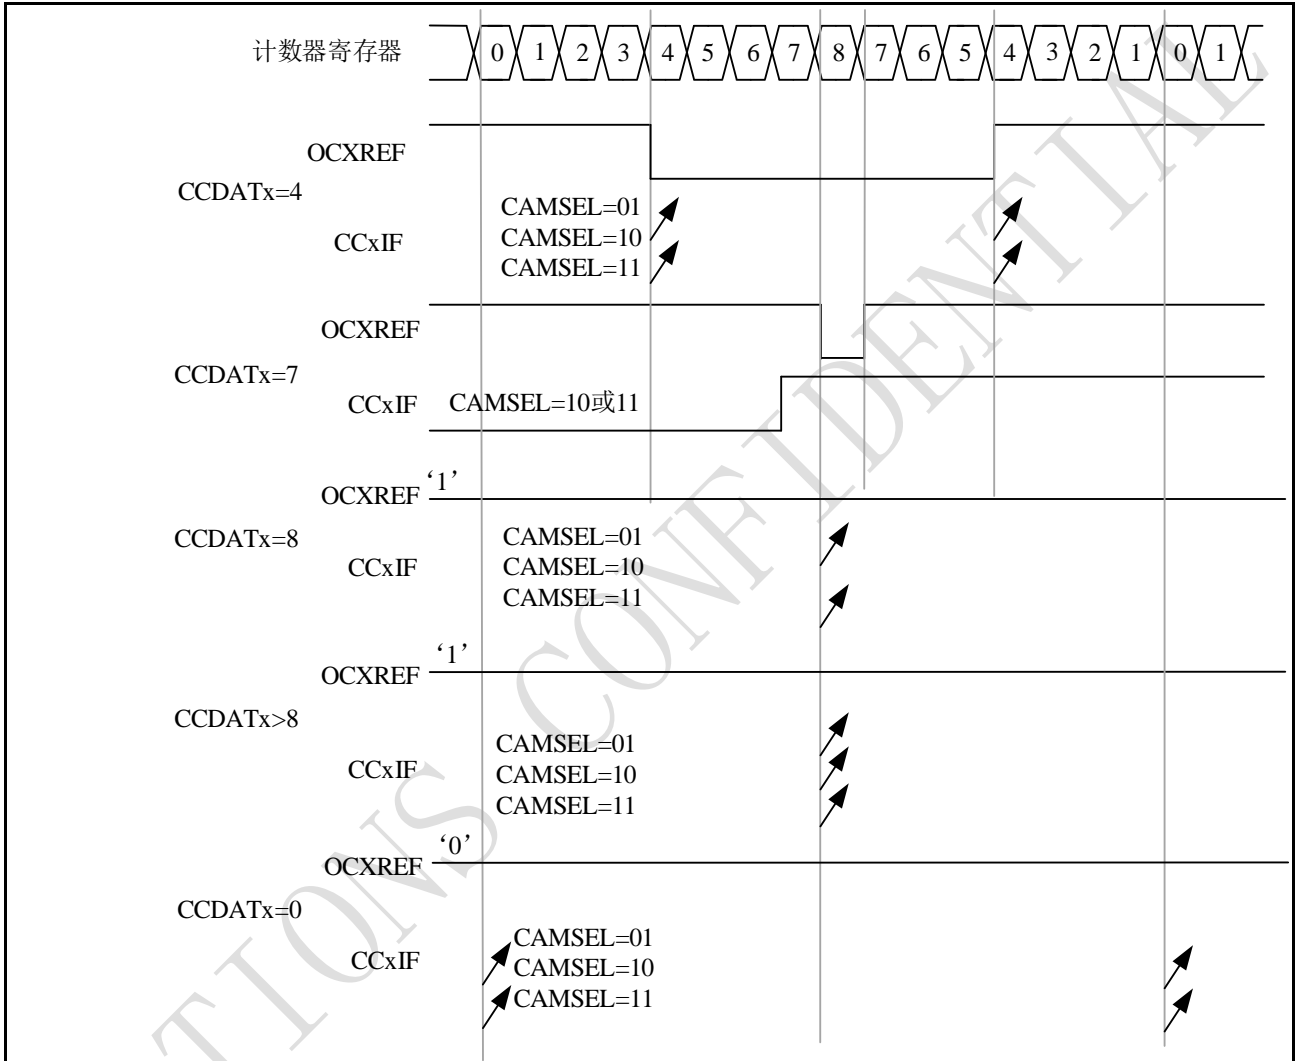 计数器寄存器 0 1 2 3 4 5 6 7 8 7 6 5 4 3 2 1 0 1
OCXREF
CCDATx=4
CAMSEL=01
CCxIF CAMSEL=10
CAMSEL=11
OCXREF
CCDATx=7
CCxIF CAMSEL=10或11
OCXREF ‘1’
CCDATx=8
CAMSEL=01
CCxIF CAMSEL=10
CAMSEL=11
OCXREF ‘1’
CCDATx>8
CAMSEL=01
CCxIF CAMSEL=10
CAMSEL=11
OCXREF ‘0’
CCDATx=0
CAMSEL=01
CCxIF CAMSEL=10
CAMSEL=11
TIONS CONFIDENTIAL